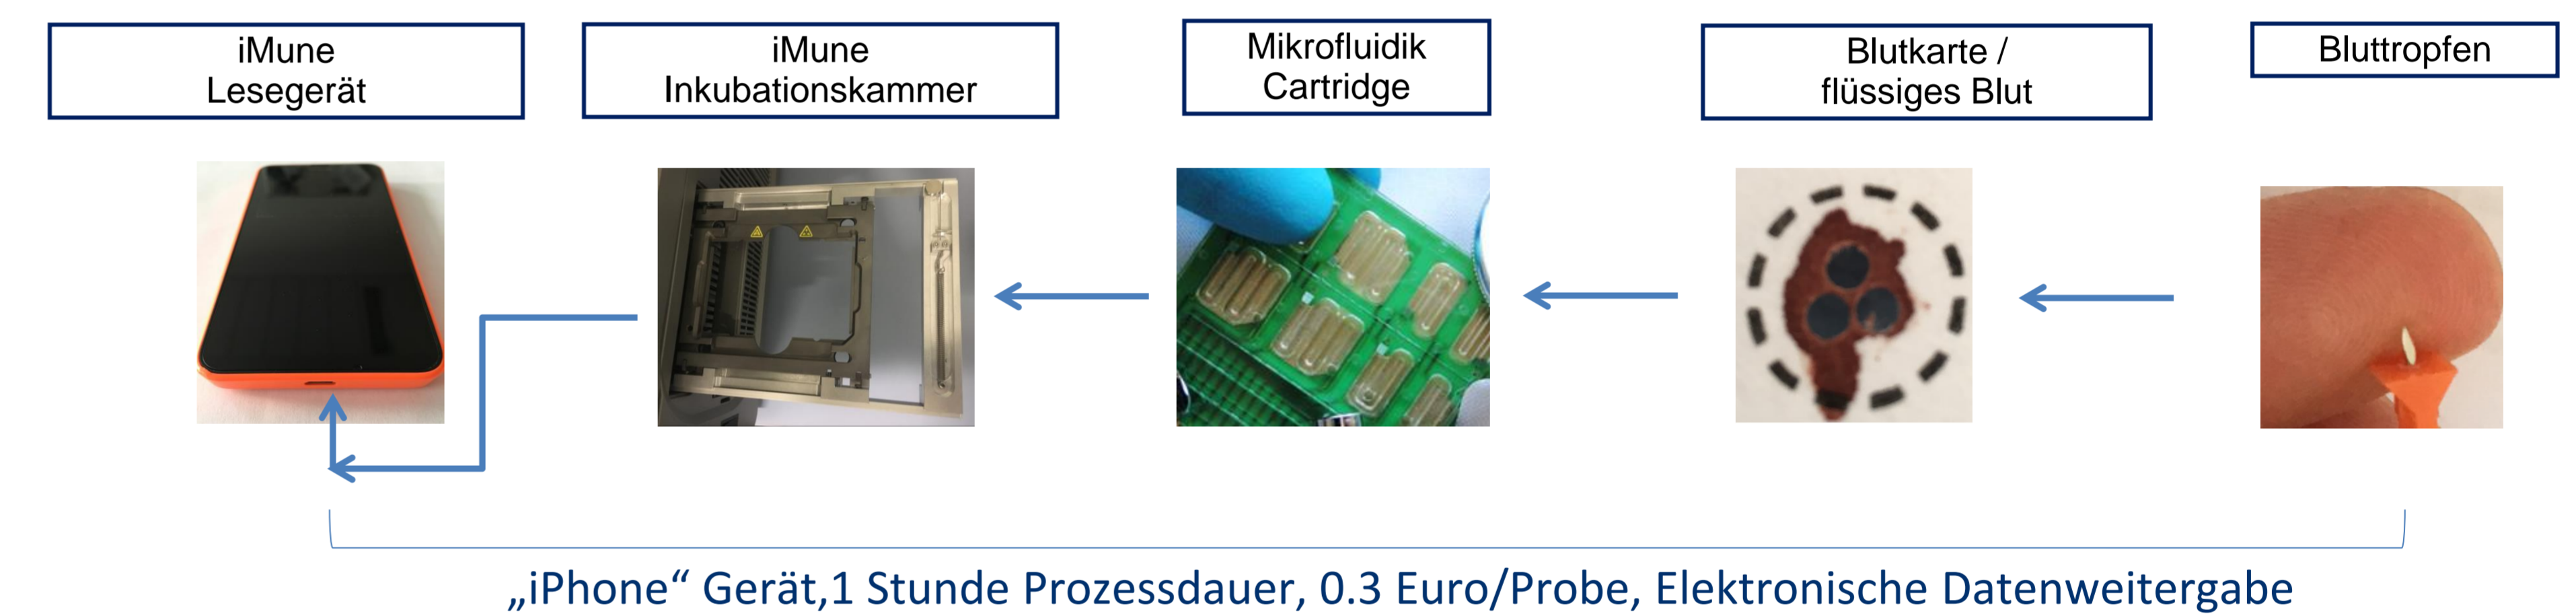 iMune
Lesegerät
iMune
Inkubationskammer
Mikrofluidik
Cartridge
Blutkarte /
flüssiges Blut
Bluttropfen
„iPhone“ Gerät,1 Stunde Prozessdauer, 0.3 Euro/Probe, Elektronische Datenweitergabe